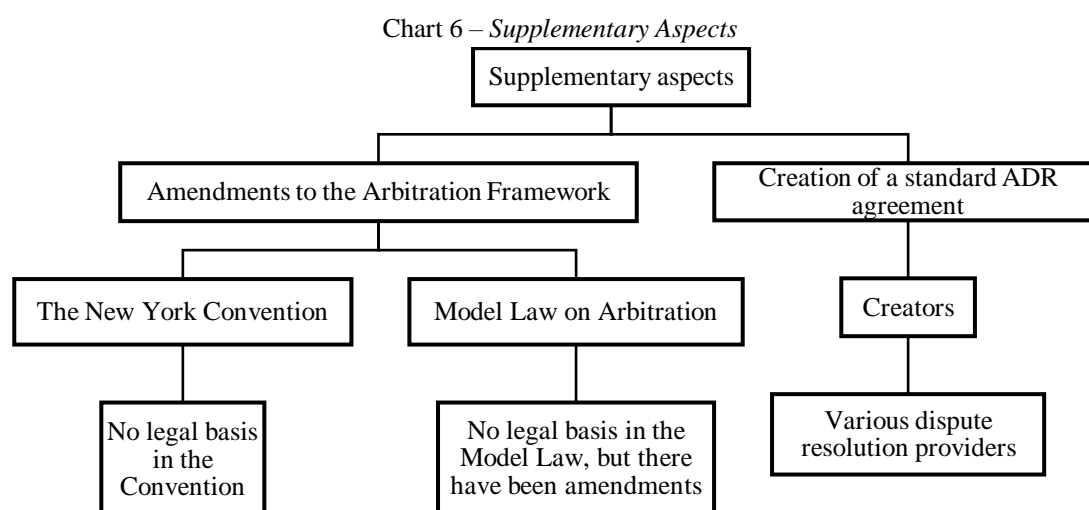 Chart 6 – Supplementary Aspects
Supplementary aspects
Amendments to the Arbitration Framework
Creation of a standard ADR
agreement
The New York Convention
Model Law on Arbitration
Creators
No legal basis
in the
Convention
No legal basis in the
Model Law, but there
have been amendments
Various dispute
resolution providers